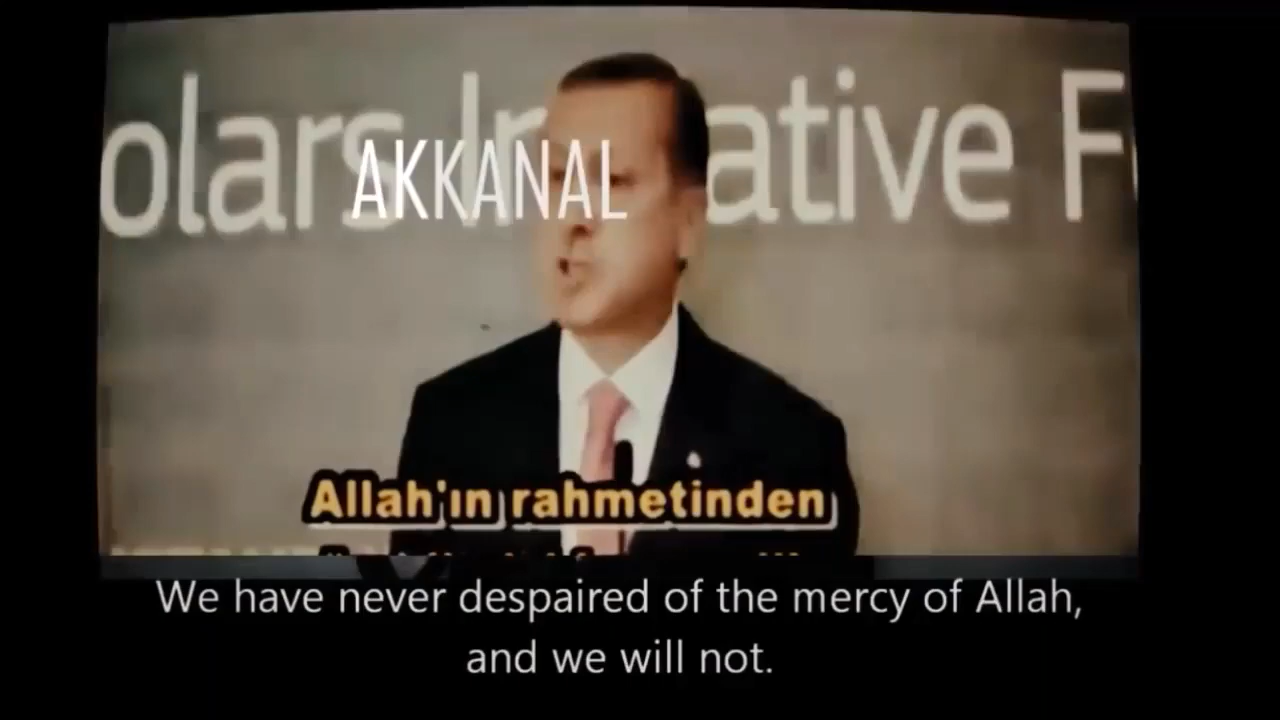 olars In ative F
AKKANAL
Allah'ın rahmetinden
We have never despaired of the mercy of Allah,
and we will not.